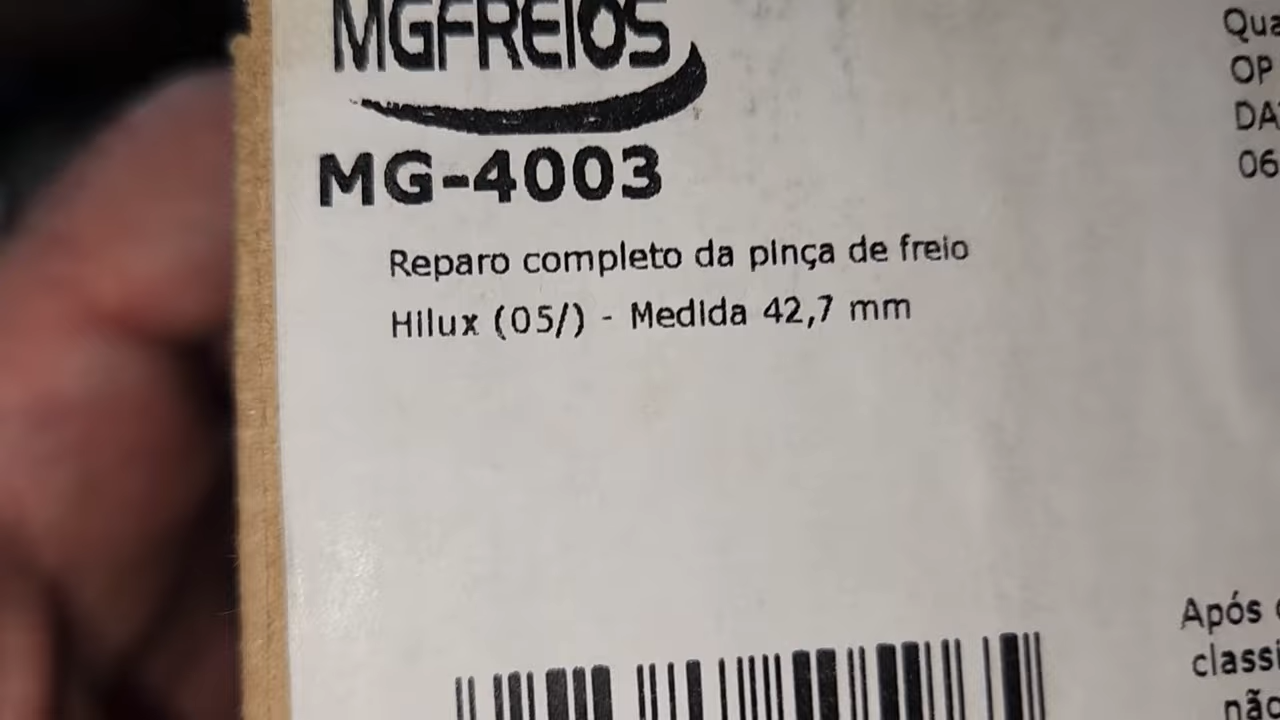 MGFREIOS
MG-4003
Reparo completo da pinça de freio
Hilux (05/) - Medida 42,7 mm
Qua
OP
DA
06
Após
classi
não